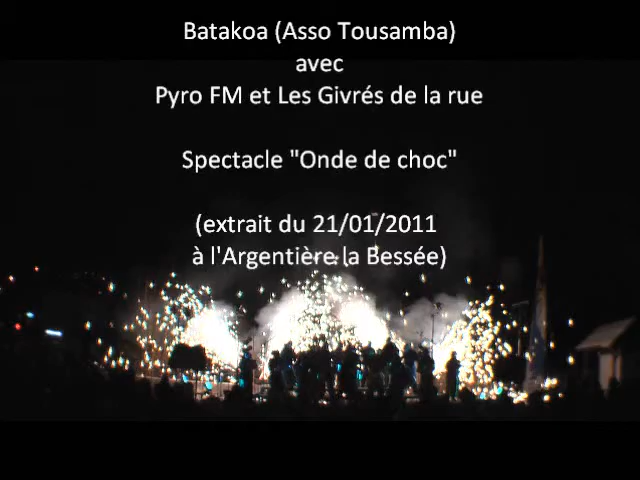 Batakoa (Asso Tousamba)
avec
Pyro FM et Les Givrés de la rue
Spectacle "Onde de choc"
(extrait du 21/01/2011
à l'Argentière la Bessée)